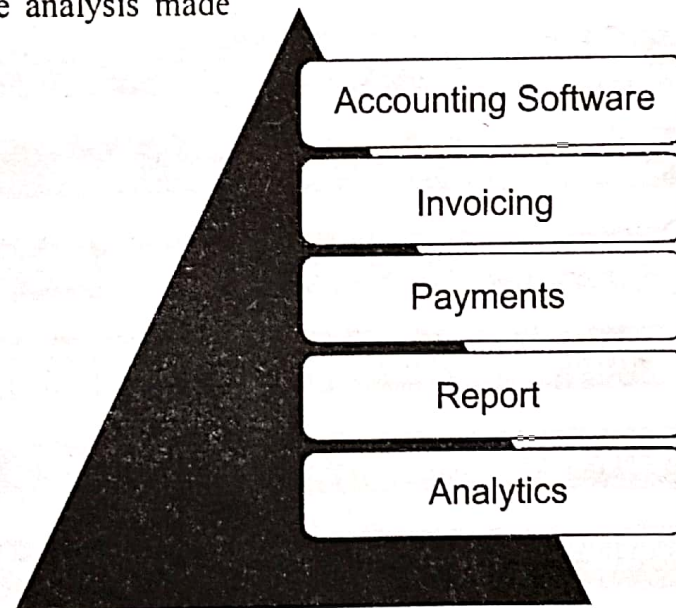 analysis made
Accounting Software
Invoicing
Payments
Report
Analytics